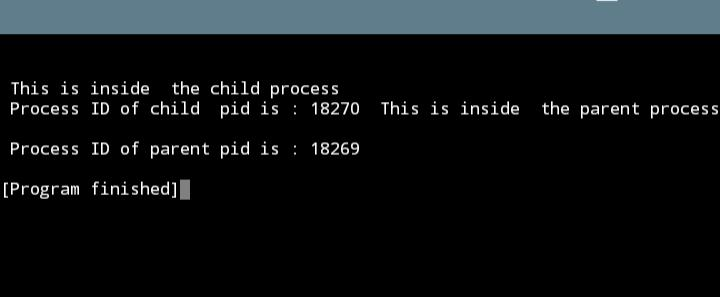 This is inside  the child process
Process ID of child  pid is : 18270  This is inside  the parent process
Process ID of parent pid is : 18269
[Program finished]